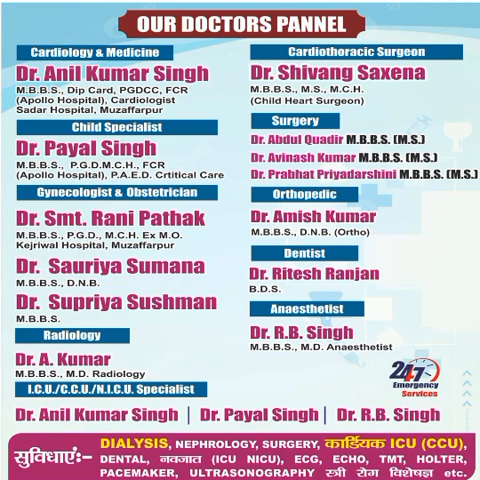 OUR DOCTORS PANNEL
Cardiology & Medicine
Dr. Anil Kumar Singh
M.B.B.S., Dip Card, PGDCC, FCR
(Apollo Hospital), Cardiologist
Sadar Hospital, Muzaffarpur
Child Specialist
Dr. Payal Singh
M.B.B.S., P.G.D.M.C.H., FCR
(Apollo Hospital), P.A.E.D. Crtitical Care
Gynecologist & Obstetrician
Dr. Smt. Rani Pathak
M.B.B.S., P.G.D., M.C.H. Ex M.O.
Kejriwal Hospital, Muzaffarpur
Dr. Sauriya Sumana
M.B.B.S., D.N.B.
Dr. Supriya Sushman
M.B.B.S.
Radiology
Dr. A. Kumar
M.B.B.S., M.D. Radiology
Cardiothoracic Surgeon
Dr. Shivang Saxena
M.B.B.S., M.S., M.C.H.
(Child Heart Surgeon)
Surgery
Dr. Abdul Quadir M.B.B.S. (M.S.)
Dr. Avinash Kumar M.B.B.S. (M.S.)
Dr. Prabhat Priyadarshini M.B.B.S. (M.S.)
Orthopedic
Dr. Amish Kumar
M.B.B.S., D.N.B. (Ortho)
Dentist
Dr. Ritesh Ranjan
B.D.S.
Anaesthetist
Dr. R.B. Singh
M.B.B.S., M.D. Anaesthetist
24x7
Emergency
Services
I.C.U./C.C.U./N.I.C.U. Specialist
Dr. Anil Kumar Singh | Dr. Payal Singh | Dr. R.B. Singh
सुविधाएं:-
DIALYSIS, NEPHROLOGY, SURGERY, कार्डियक ICU (CCU),
DENTAL, नवजात (ICU NICU), ECG, ECHO, TMT, HOLTER,
PACEMAKER, ULTRASONOGRAPHY स्त्री रोग विशेषज्ञ etc.